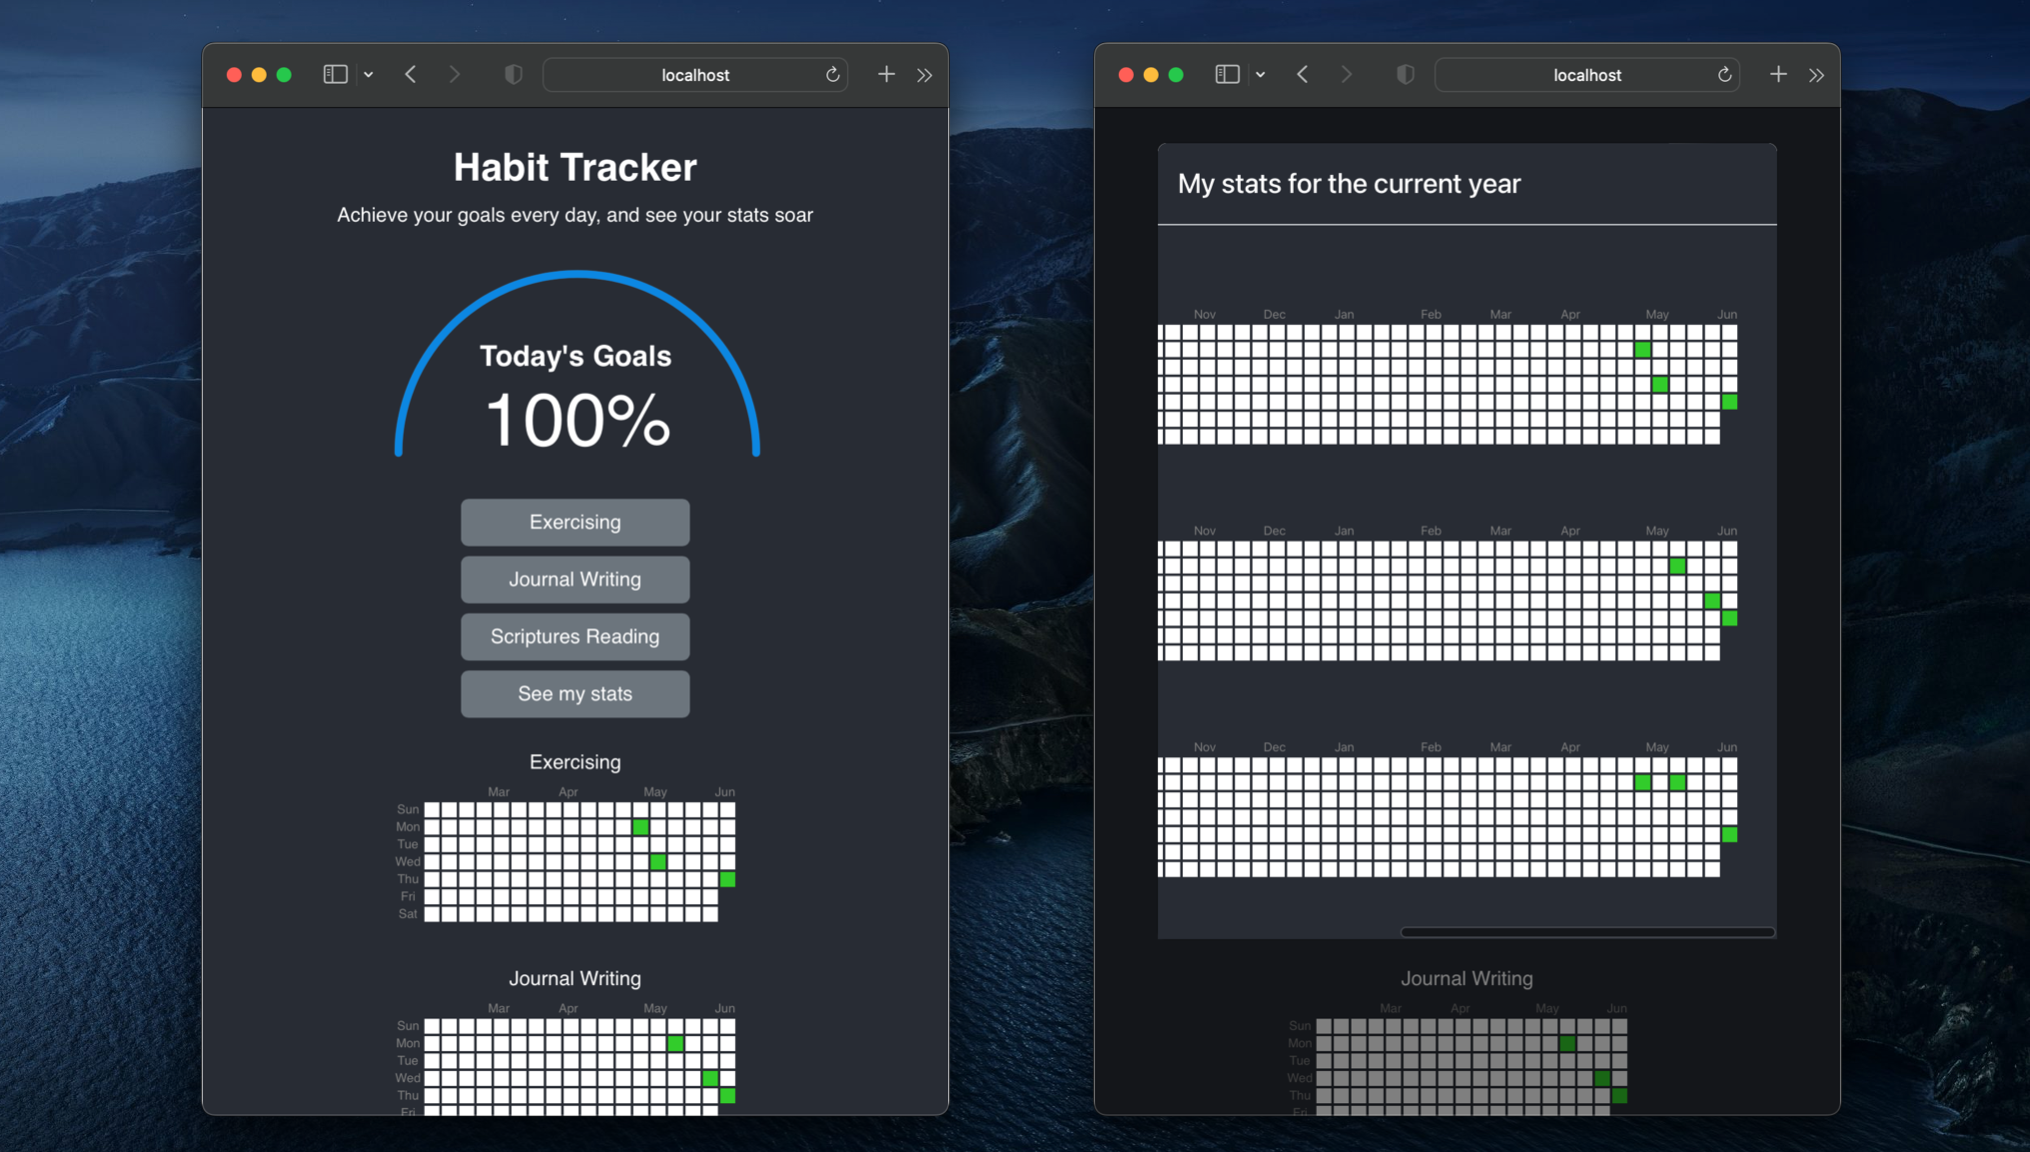 localhost
Habit Tracker
Achieve your goals every day, and see your stats soar
Today's Goals
100%
Exercising
Journal Writing
Scriptures Reading
See my stats
Exercising
Mar Apr May Jun
Sun
Mon
Tue
Wed
Thu
Fri
Sat
Journal Writing
Mar Apr May Jun
Sun
Mon
Tue
Wed
Thu
Fri
localhost
My stats for the current year
Nov Dec Jan Feb Mar Apr May Jun
Nov Dec Jan Feb Mar Apr May Jun
Nov Dec Jan Feb Mar Apr May Jun
Journal Writing
Mar Apr May Jun
Sun
Mon
Tue
Wed
Thu
Fri